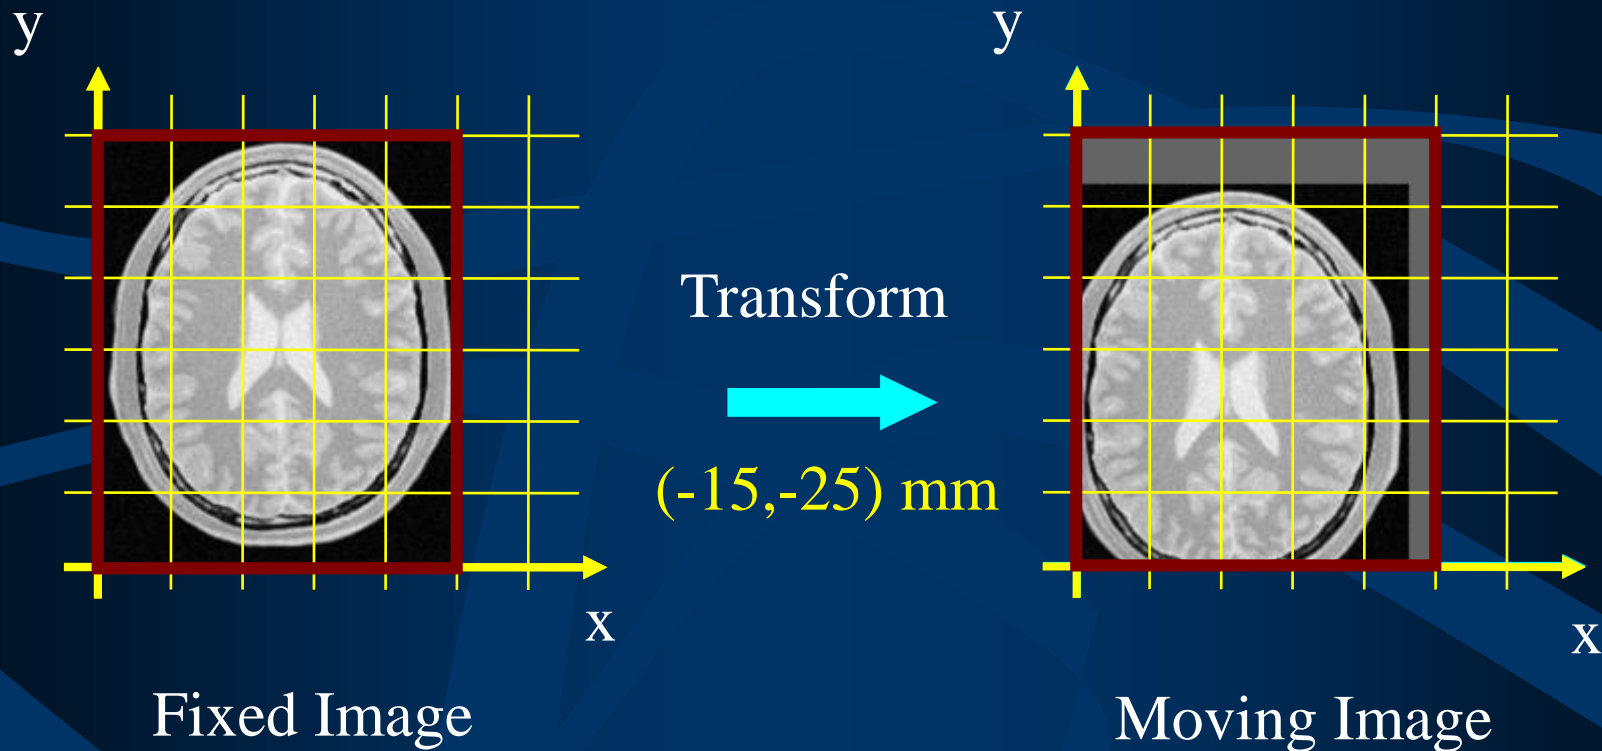 y
y
Transform
(-15,-25) mm
x
x
Fixed Image
Moving Image